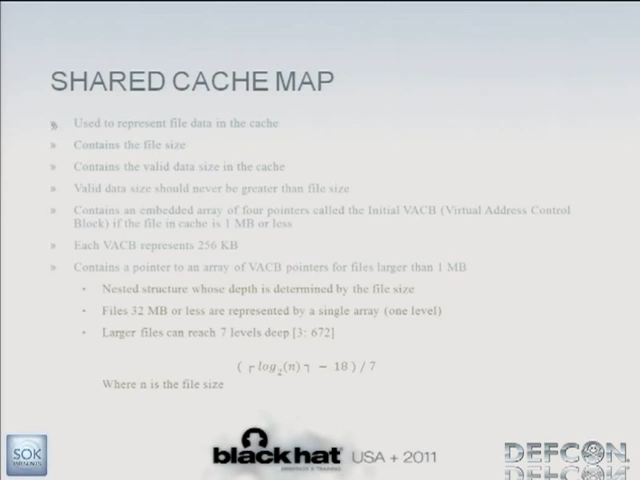 SHARED CACHE MAP
» Used to represent file data in the cache
» Contains the file size
» Contains the valid data size in the cache
» Valid data size should never be greater than file size
» Contains an embedded array of four pointers called the Initial VACB (Virtual Address Control
Block) if the file in cache is 1 MB or less
» Each VACB represents 256 KB
» Contains a pointer to an array of VACB pointers for files larger than 1 MB
• Nested structure whose depth is determined by the file size
• Files 32 MB or less are represented by a single array (one level)
• Larger files can reach 7 levels deep [3: 672]
(⌈log₂(n)⌉ − 18) / 7
Where n is the file size
SOK
blackhat USA + 2011
DEFCON